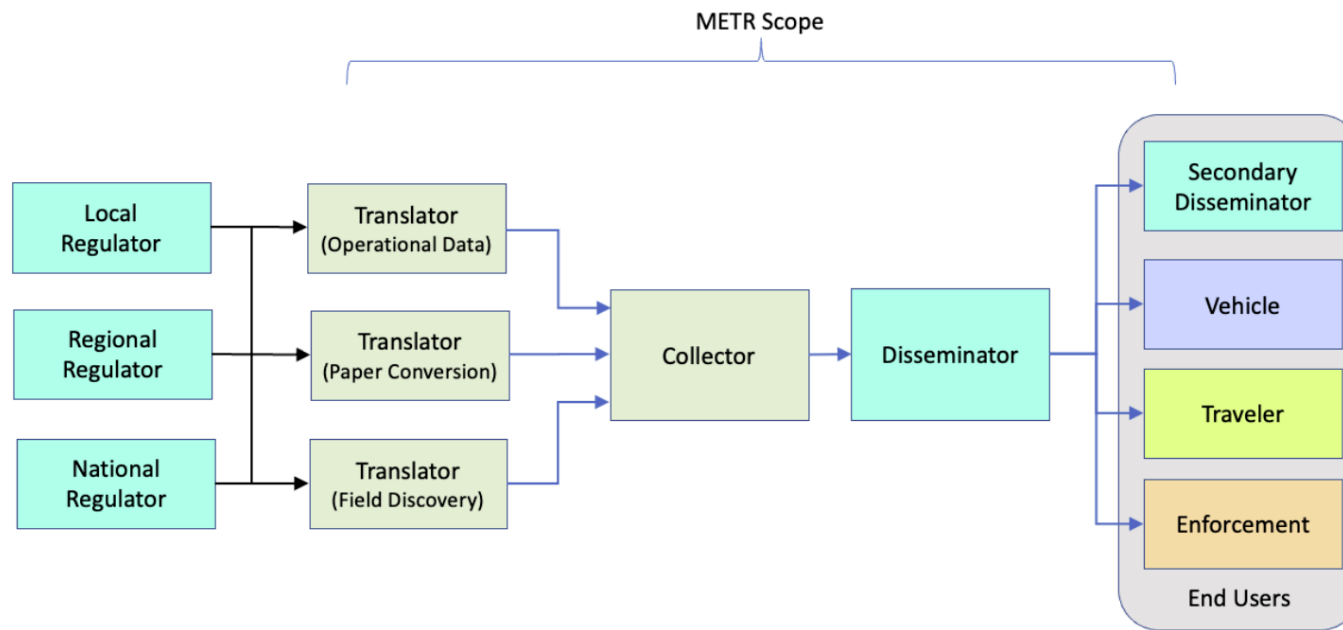 METR Scope
Local
Regulator
Regional
Regulator
National
Regulator
Translator
(Operational Data)
Translator
(Paper Conversion)
Translator
(Field Discovery)
Collector
Disseminator
Secondary
Disseminator
Vehicle
Traveler
Enforcement
End Users